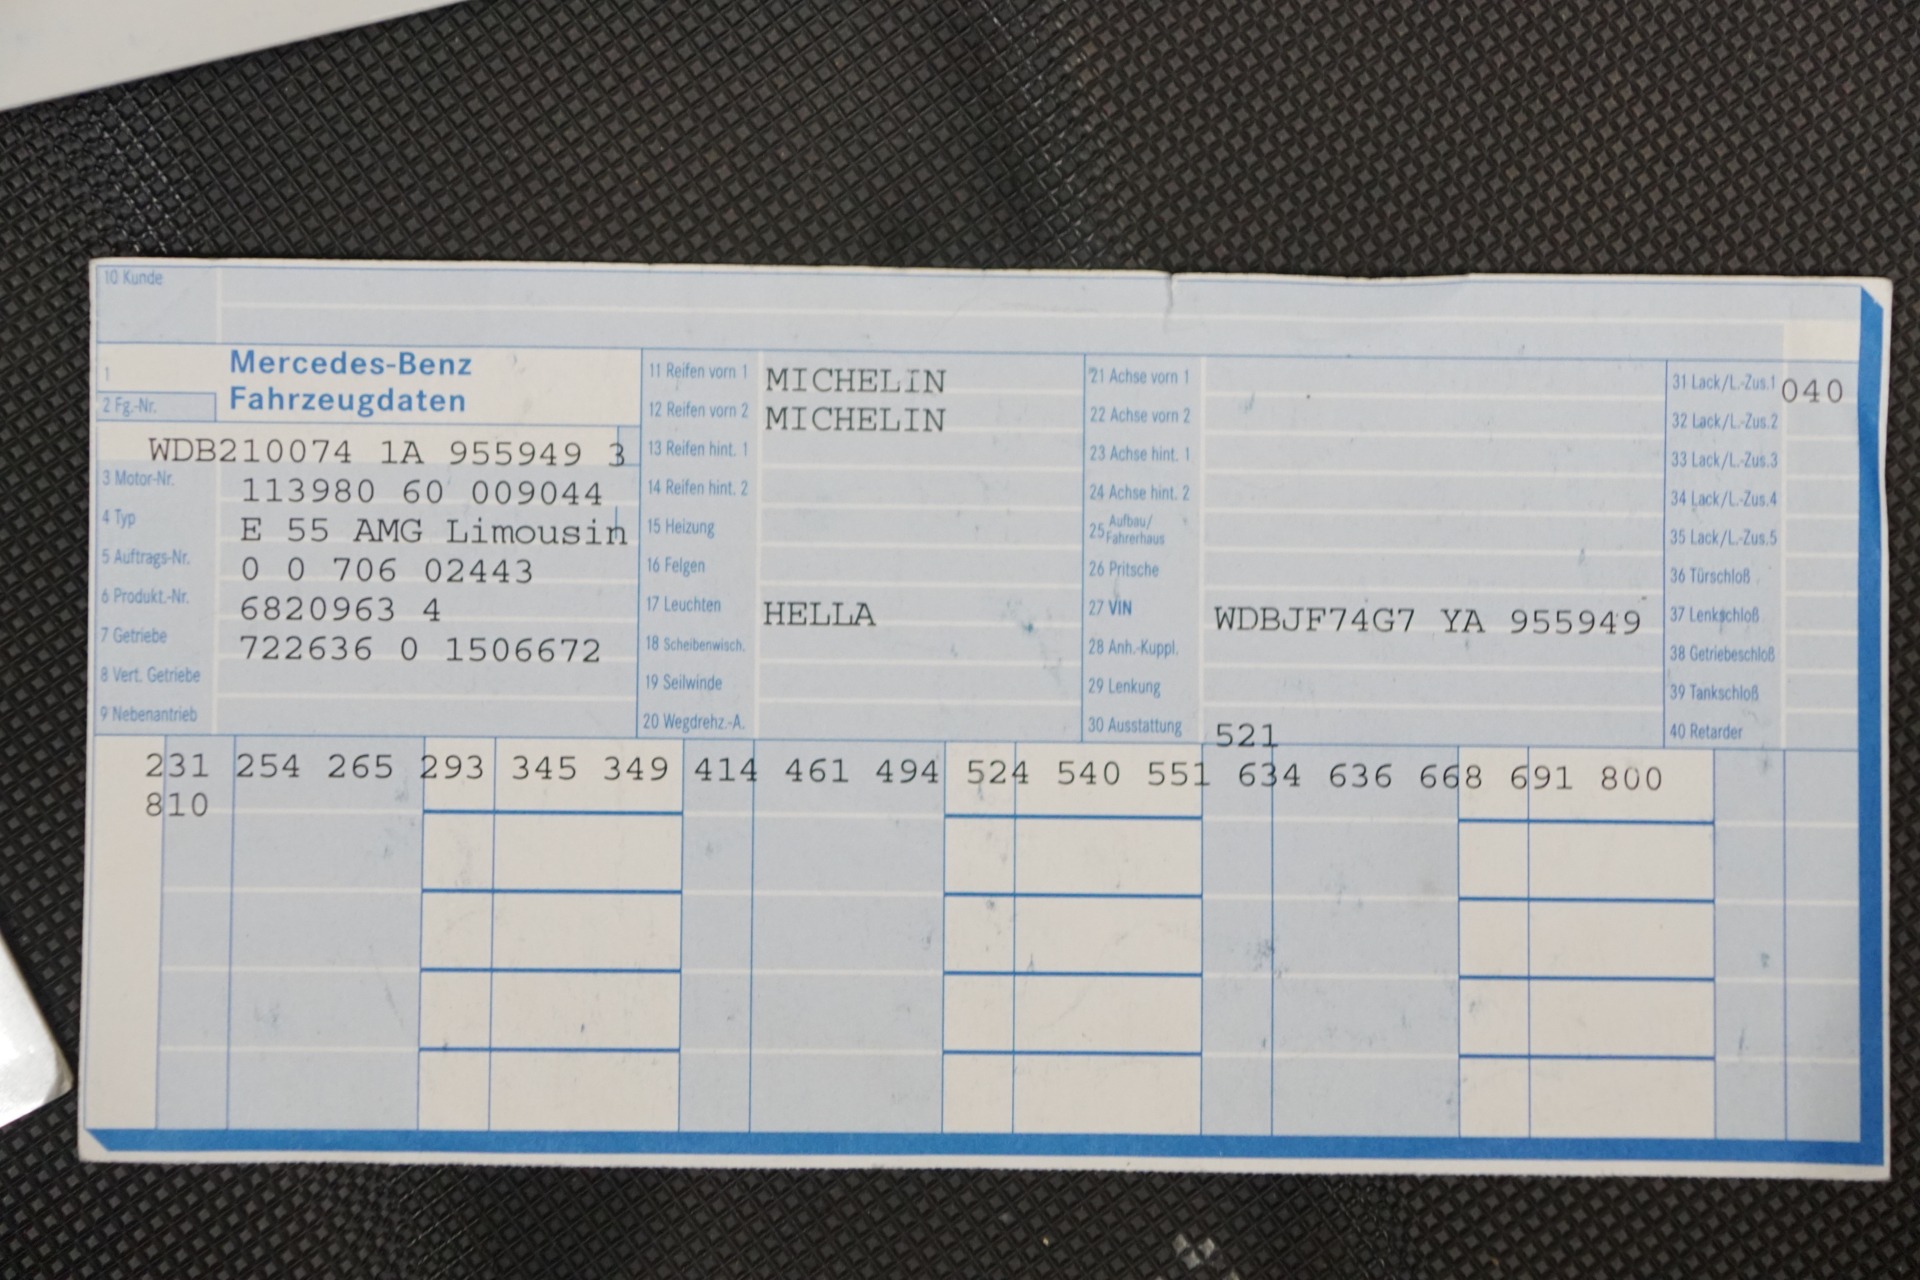 10 Kunde
1
Mercedes-Benz
Fahrzeugdaten
2 Fg.-Nr.
WDB210074 1A 955949 3
3 Motor-Nr. 113980 60 009044
4 Typ E 55 AMG Limousin
5 Auftrags-Nr. 0 0 706 02443
6 Produkt.-Nr. 6820963 4
7 Getriebe 722636 0 1506672
8 Vert. Getriebe
9 Nebenantrieb
11 Reifen vorn 1 MICHELIN
12 Reifen vorn 2 MICHELIN
13 Reifen hint. 1
14 Reifen hint. 2
15 Heizung
16 Felgen
17 Leuchten HELLA
18 Scheibenwisch.
19 Seilwinde
20 Wegdrehz.-A.
21 Achse vorn 1
22 Achse vorn 2
23 Achse hint. 1
24 Achse hint. 2
25 Aufbau/
Fahrerhaus
26 Pritsche
27 VIN WDBJF74G7 YA 955949
28 Anh.-Kuppl.
29 Lenkung
30 Ausstattung 521
31 Lack/L.-Zus.1 040
32 Lack/L.-Zus.2
33 Lack/L.-Zus.3
34 Lack/L.-Zus.4
35 Lack/L.-Zus.5
36 Türschloß
37 Lenkschloß
38 Getriebeschloß
39 Tankschloß
40 Retarder
231 254 265 293 345 349 414 461 494 524 540 551 634 636 668 691 800
810